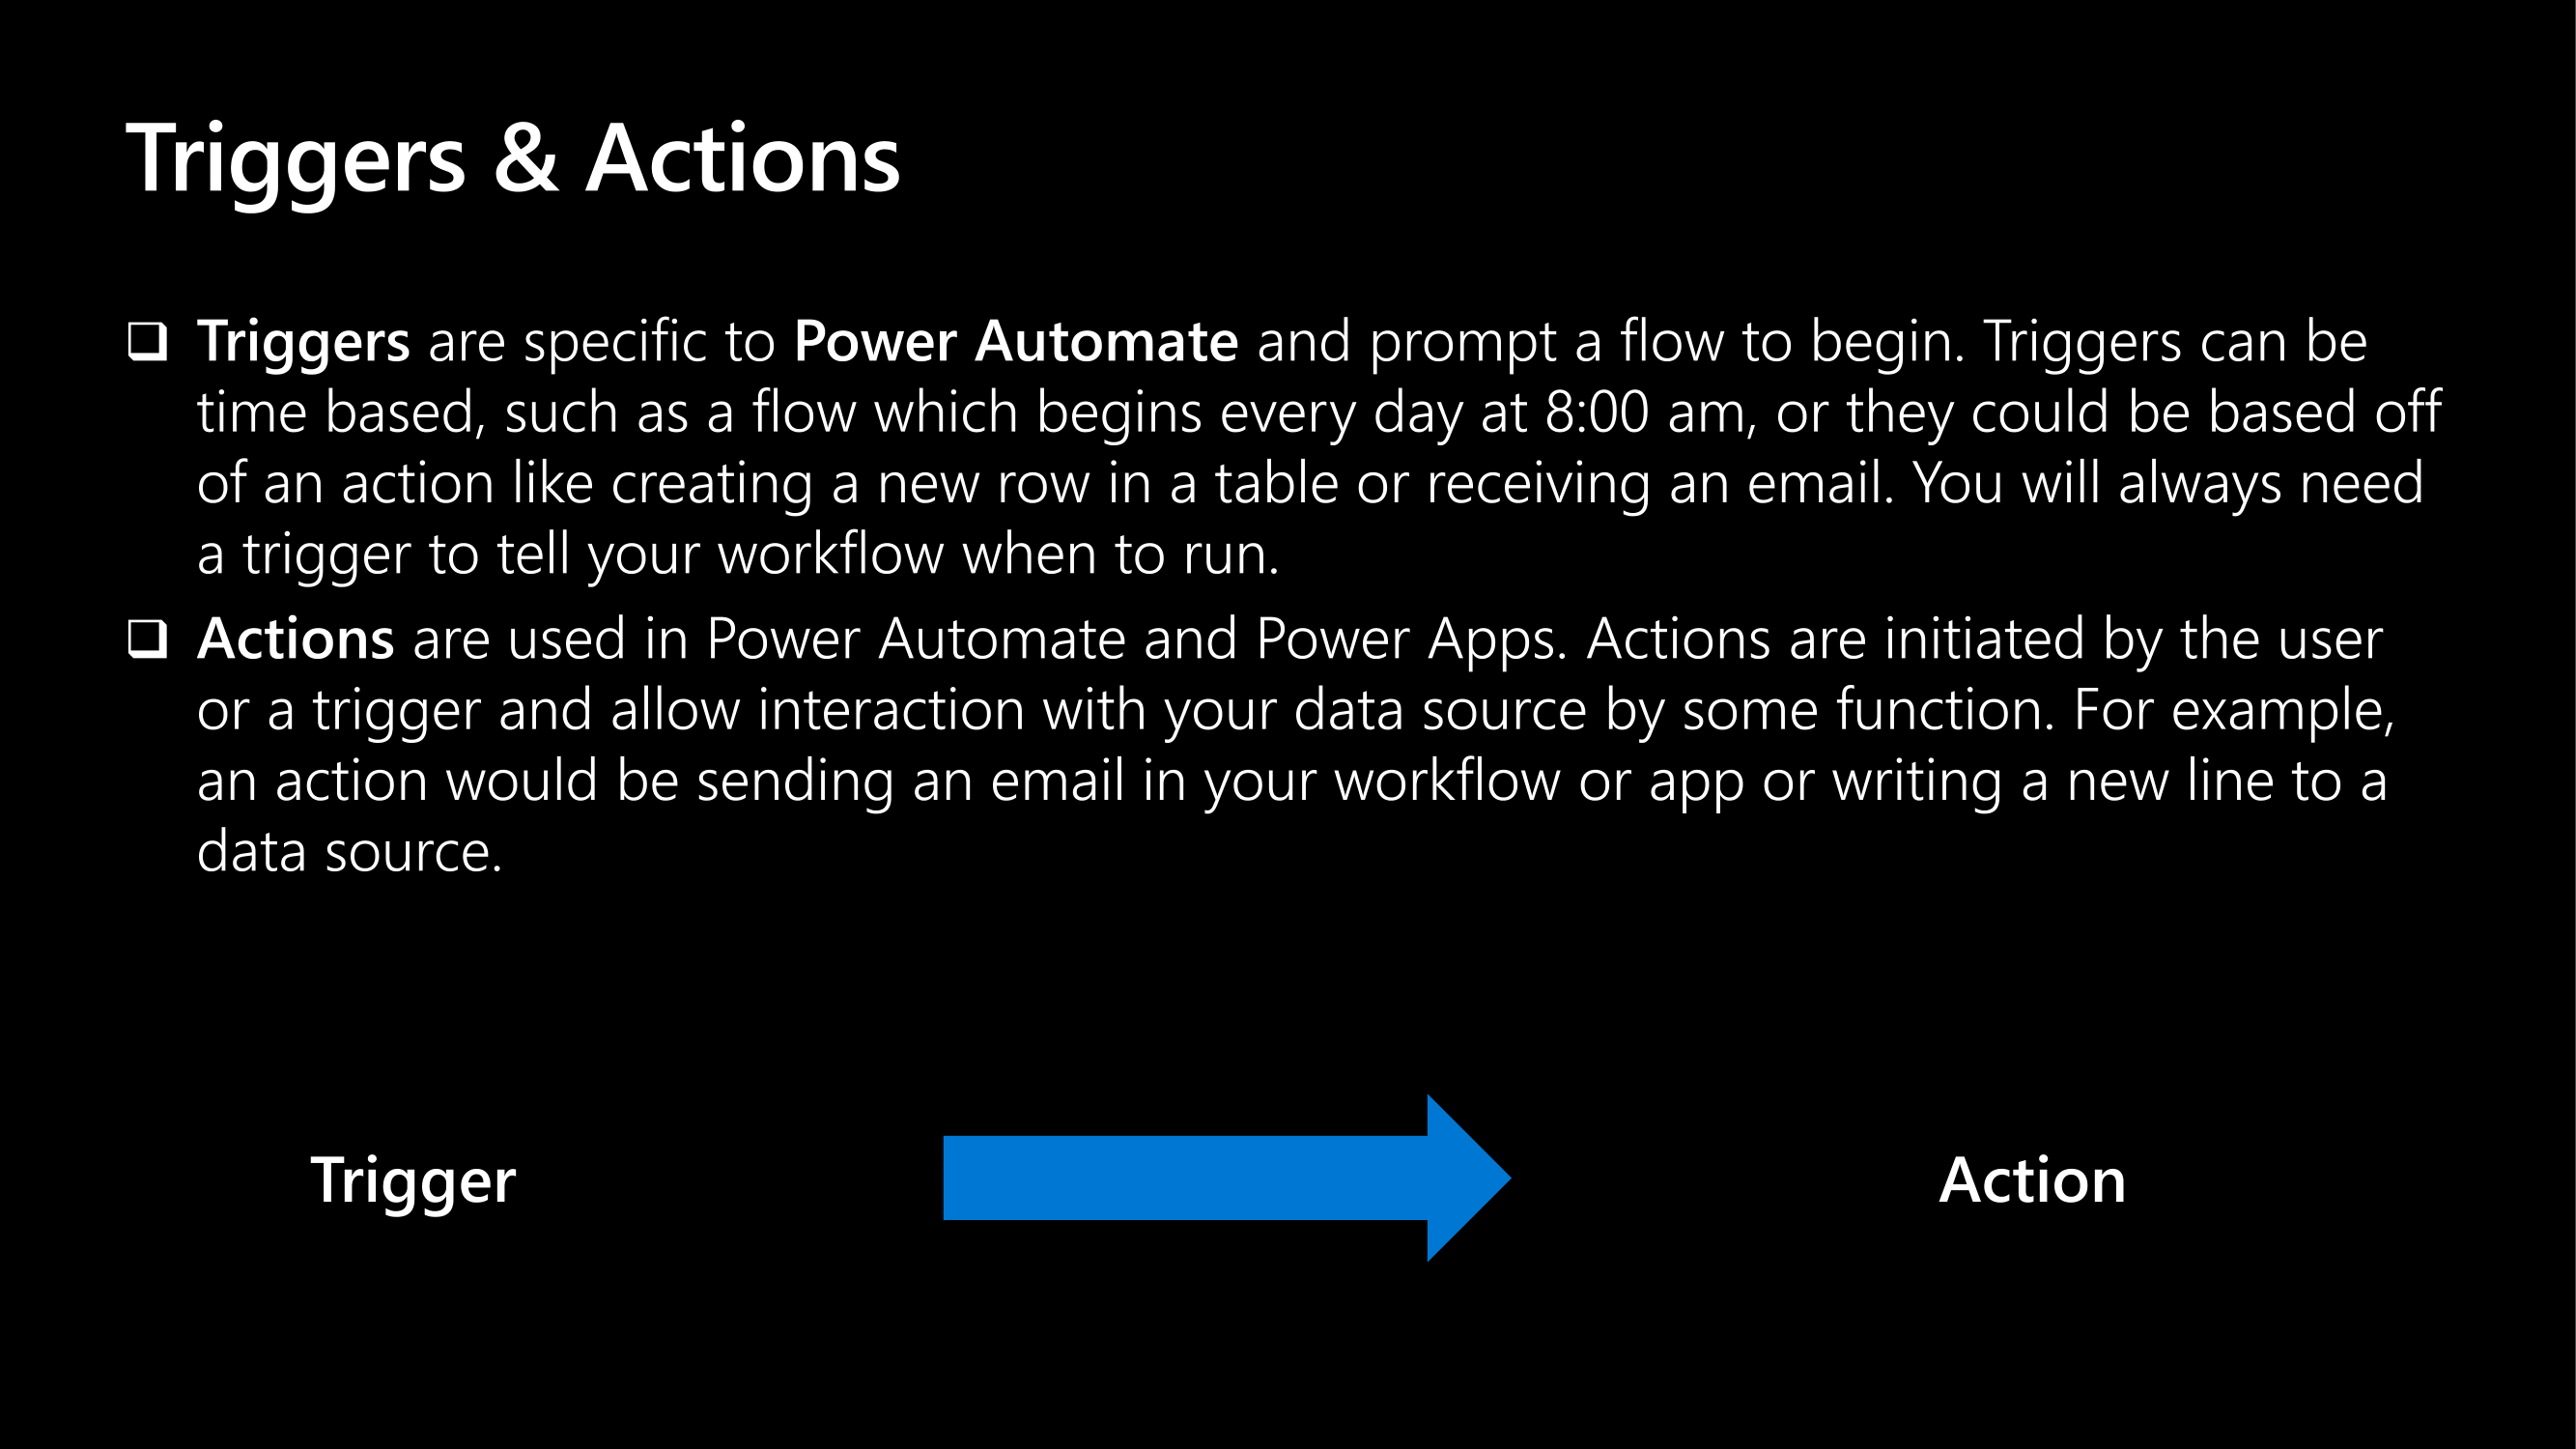 Triggers & Actions
❑ Triggers are specific to Power Automate and prompt a flow to begin. Triggers can be
time based, such as a flow which begins every day at 8:00 am, or they could be based off
of an action like creating a new row in a table or receiving an email. You will always need
a trigger to tell your workflow when to run.
❑ Actions are used in Power Automate and Power Apps. Actions are initiated by the user
or a trigger and allow interaction with your data source by some function. For example,
an action would be sending an email in your workflow or app or writing a new line to a
data source.
Trigger
Action